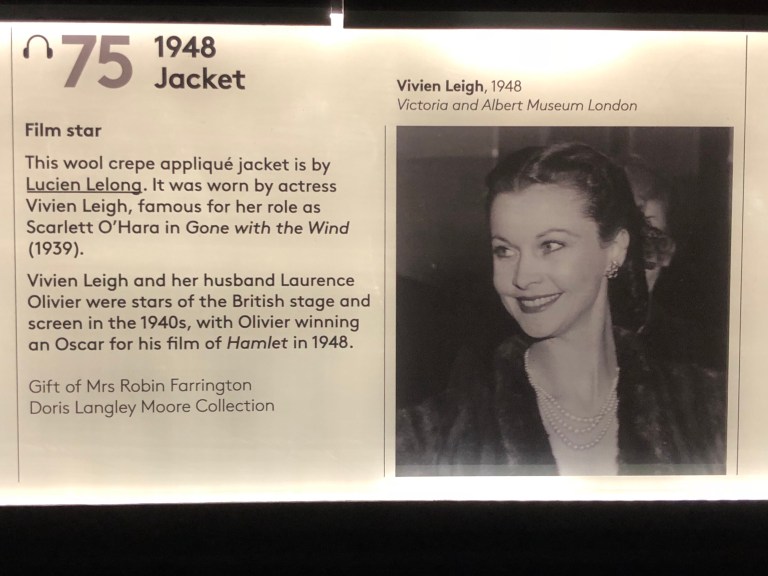 75
1948
Jacket
Film star
This wool crepe appliqué jacket is by
Lucien Lelong. It was worn by actress
Vivien Leigh, famous for her role as
Scarlett O'Hara in Gone with the Wind
(1939).
Vivien Leigh and her husband Laurence
Olivier were stars of the British stage and
screen in the 1940s, with Olivier winning
an Oscar for his film of Hamlet in 1948.
Gift of Mrs Robin Farrington
Doris Langley Moore Collection
Vivien Leigh, 1948
Victoria and Albert Museum London